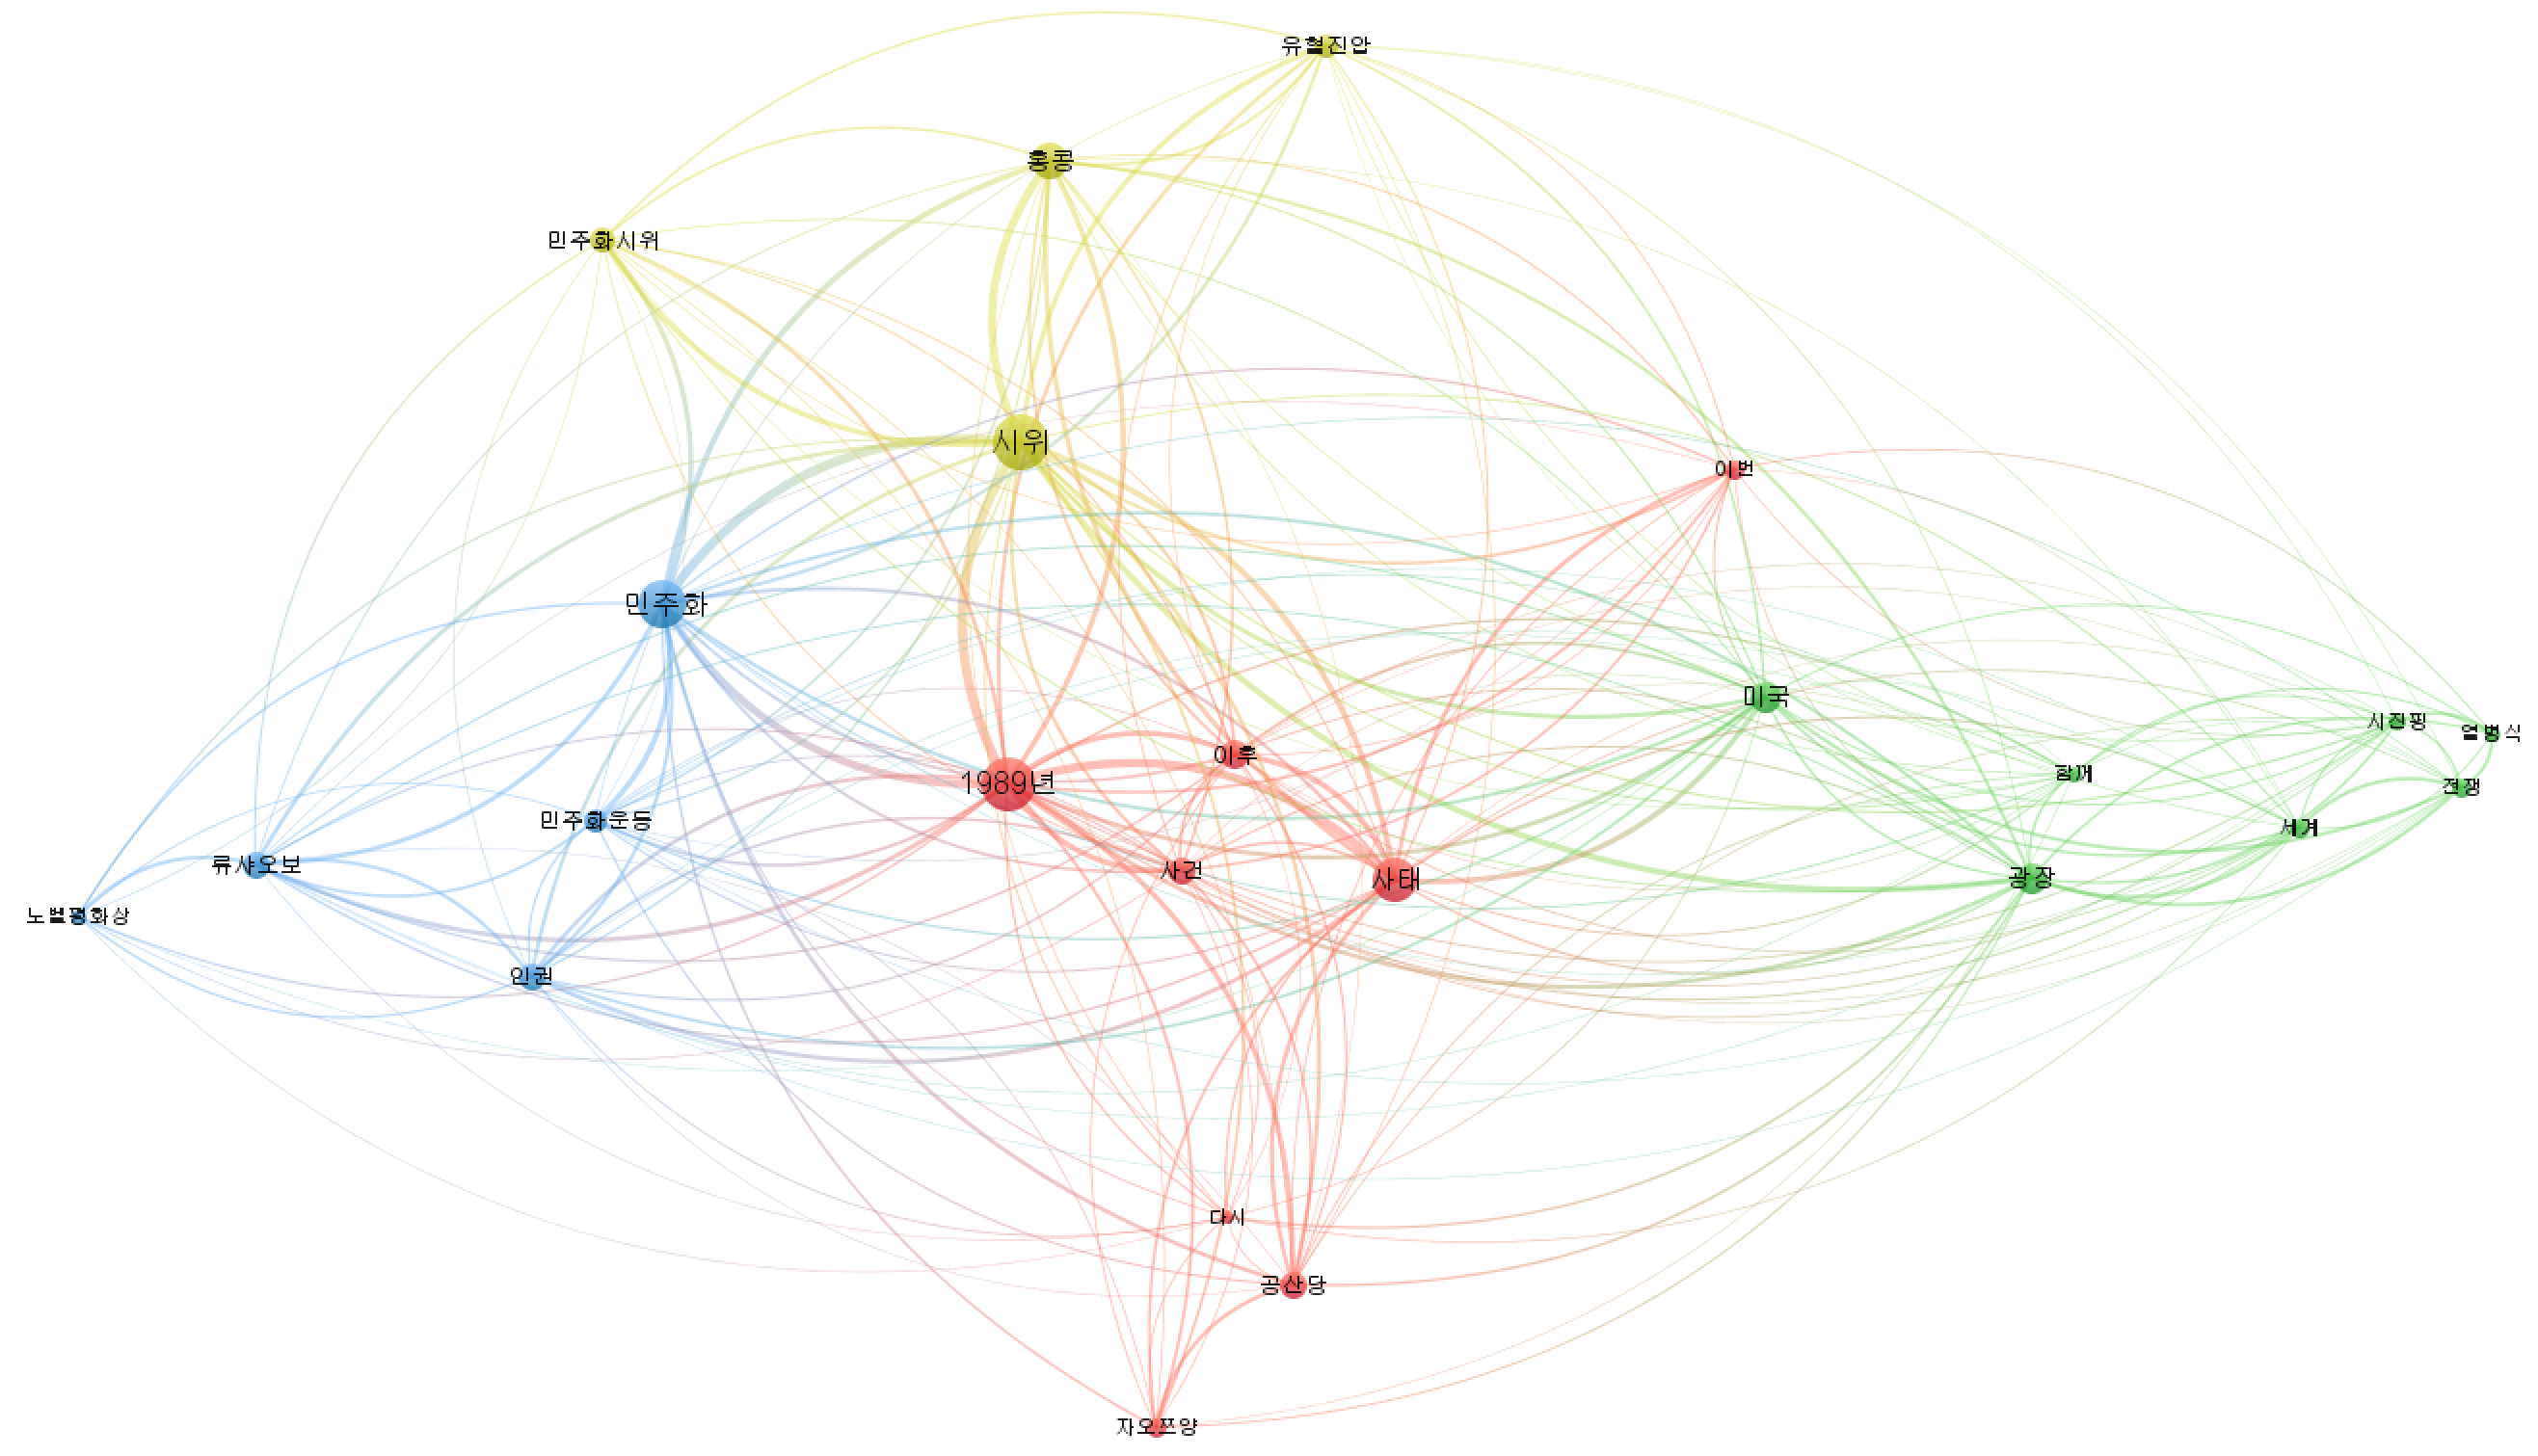 유혈진압
홍콩
민주화시위
시위
이번
민주화
미국
시진핑
열병식
이후
1989년
함께
전쟁
민주화운동
세계
류샤오보
사건
사태
광장
노벨평화상
인권
다시
공산당
자오쯔양